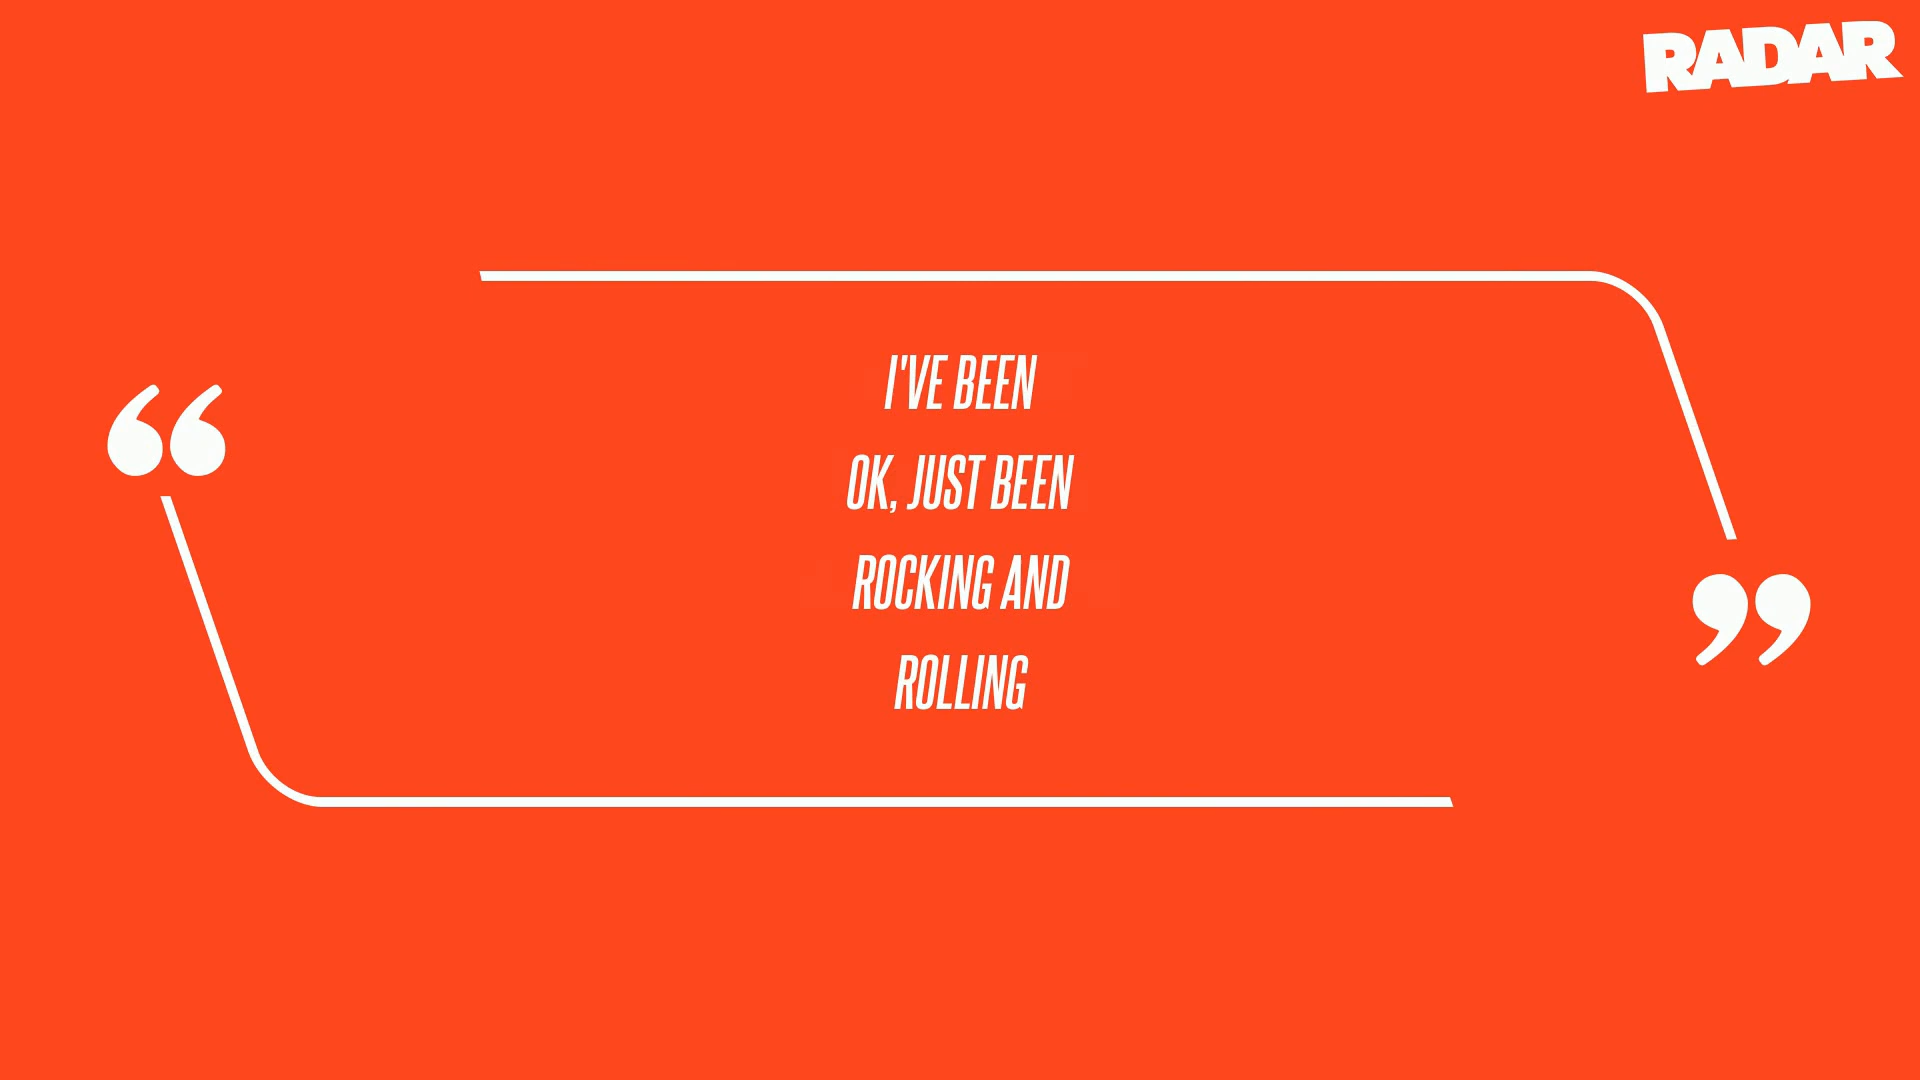 RADAR
I'VE BEEN
OK, JUST BEEN
ROCKING AND
ROLLING